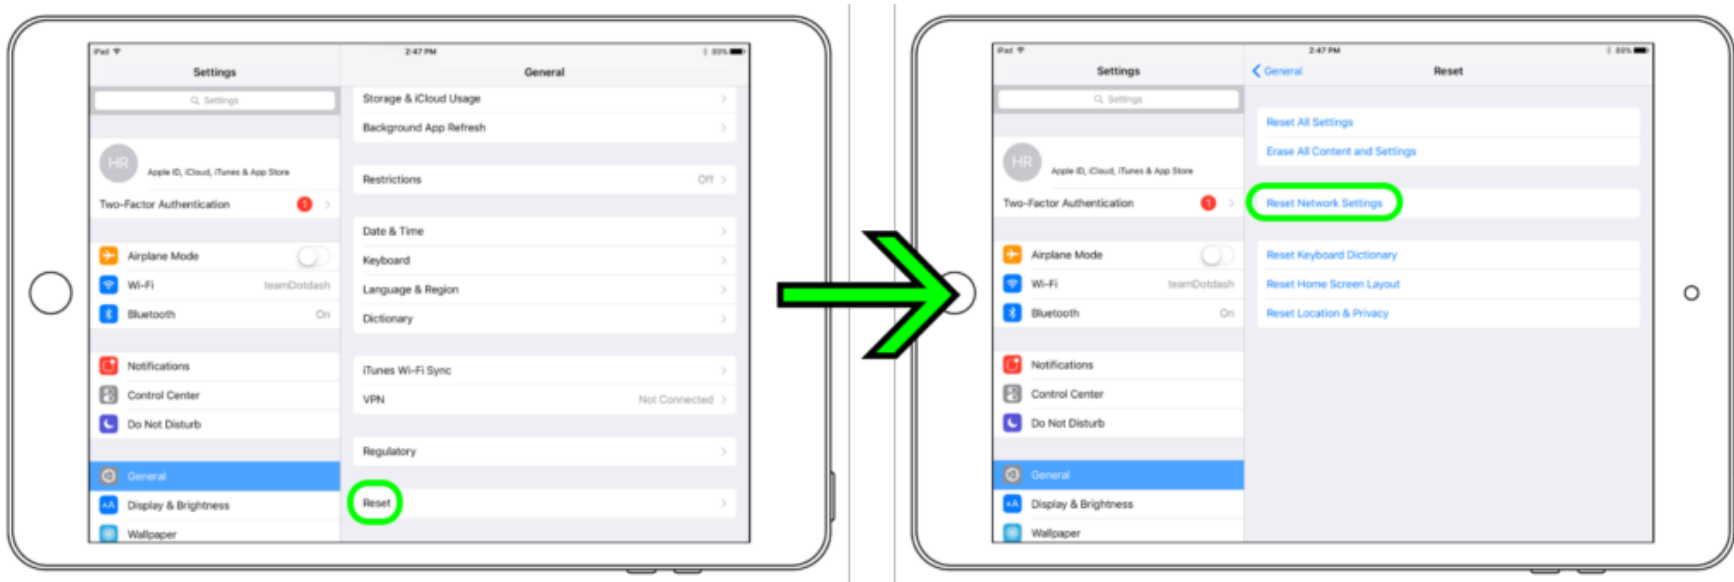 iPad
2:47 PM
89%
Settings
General
Settings
Storage & iCloud Usage
Background App Refresh
HR
Apple ID, iCloud, iTunes & App Store
Restrictions
Off
Two-Factor Authentication
1
Date & Time
Airplane Mode
Keyboard
Wi-Fi
teamDotdash
Language & Region
Bluetooth
On
Dictionary
Notifications
iTunes Wi-Fi Sync
Control Center
VPN
Not Connected
Do Not Disturb
Regulatory
General
Reset
AA
Display & Brightness
Wallpaper
iPad
2:47 PM
89%
Settings
General
Reset
Settings
Reset All Settings
Erase All Content and Settings
HR
Apple ID, iCloud, iTunes & App Store
Two-Factor Authentication
1
Reset Network Settings
Airplane Mode
Reset Keyboard Dictionary
Wi-Fi
teamDotdash
Reset Home Screen Layout
Bluetooth
On
Reset Location & Privacy
Notifications
Control Center
Do Not Disturb
General
AA
Display & Brightness
Wallpaper